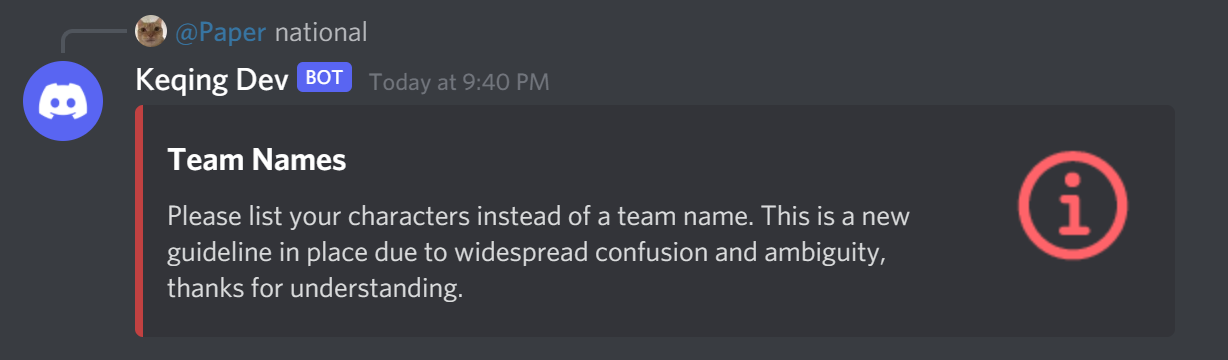 @Paper national
Keqing Dev BOT Today at 9:40 PM
Team Names
Please list your characters instead of a team name. This is a new
guideline in place due to widespread confusion and ambiguity,
thanks for understanding.